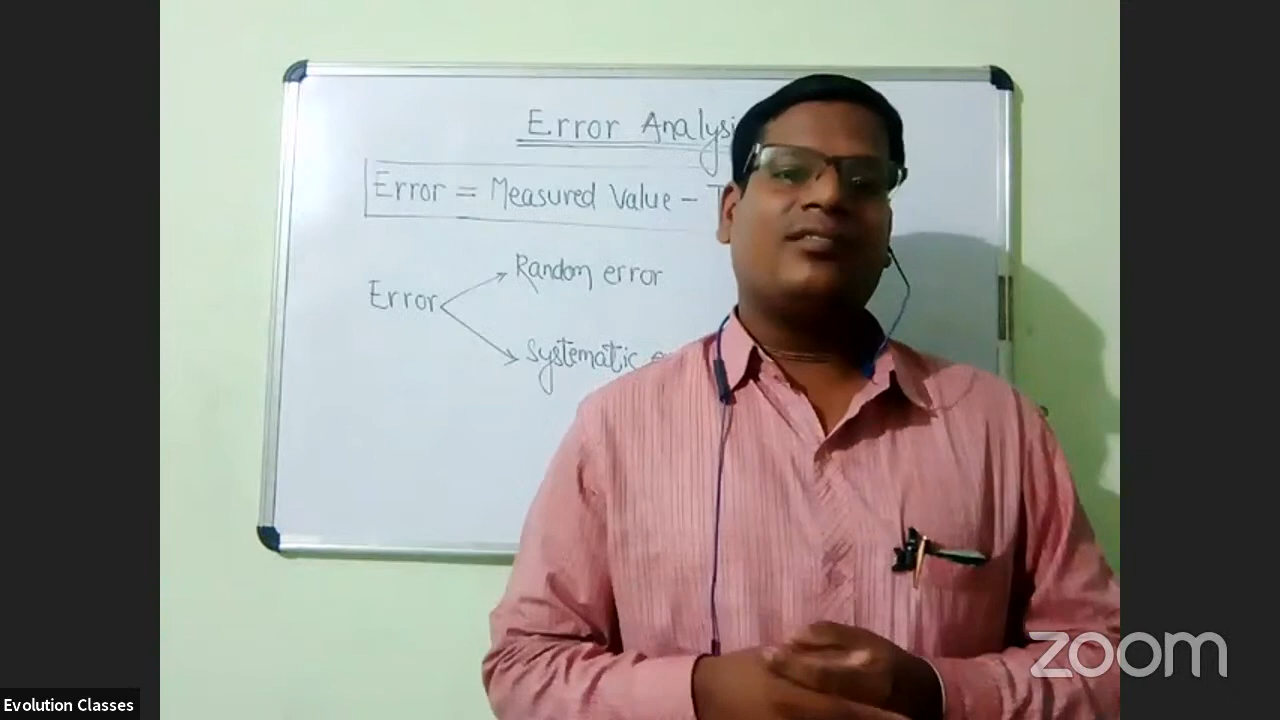 Error Analysi
Error = Measured Value - T
Random error
Error
Systematic e
zoom
Evolution Classes